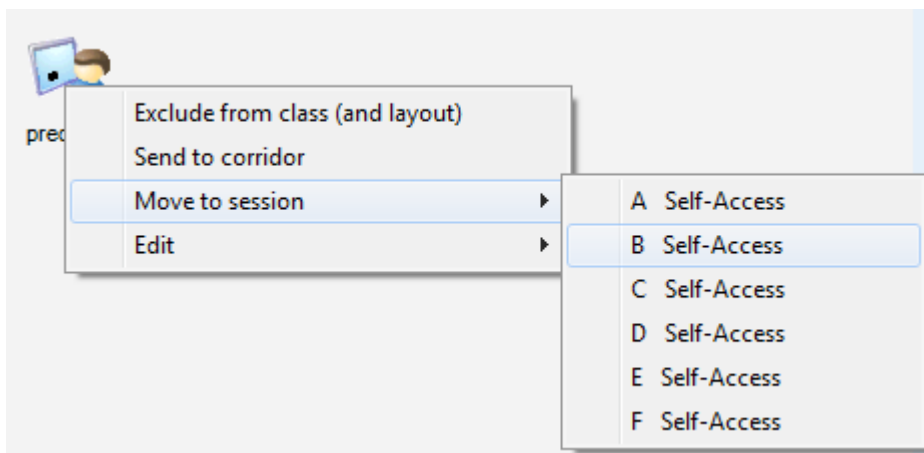 Exclude from class (and layout)
Send to corridor
Move to session
Edit
A Self-Access
B Self-Access
C Self-Access
D Self-Access
E Self-Access
F Self-Access